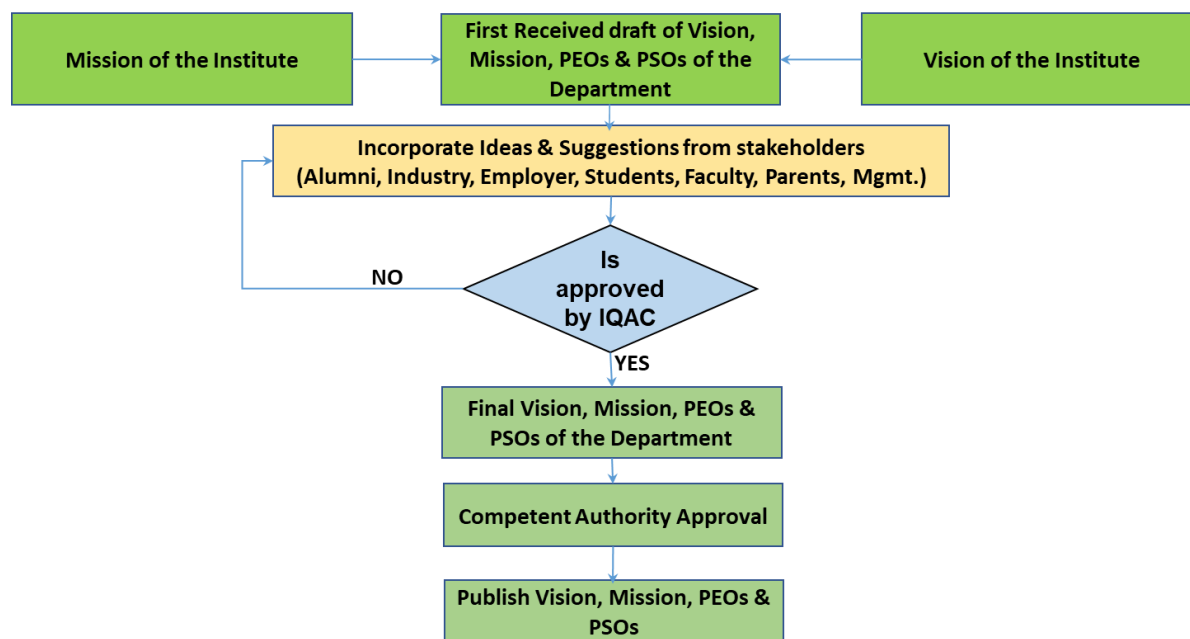 Mission of the Institute
First Received draft of Vision,
Mission, PEOs & PSOs of the
Department
Vision of the Institute
Incorporate Ideas & Suggestions from stakeholders
(Alumni, Industry, Employer, Students, Faculty, Parents, Mgmt.)
Is
approved
by IQAC
NO
YES
Final Vision, Mission, PEOs &
PSOs of the Department
Competent Authority Approval
Publish Vision, Mission, PEOs &
PSOs